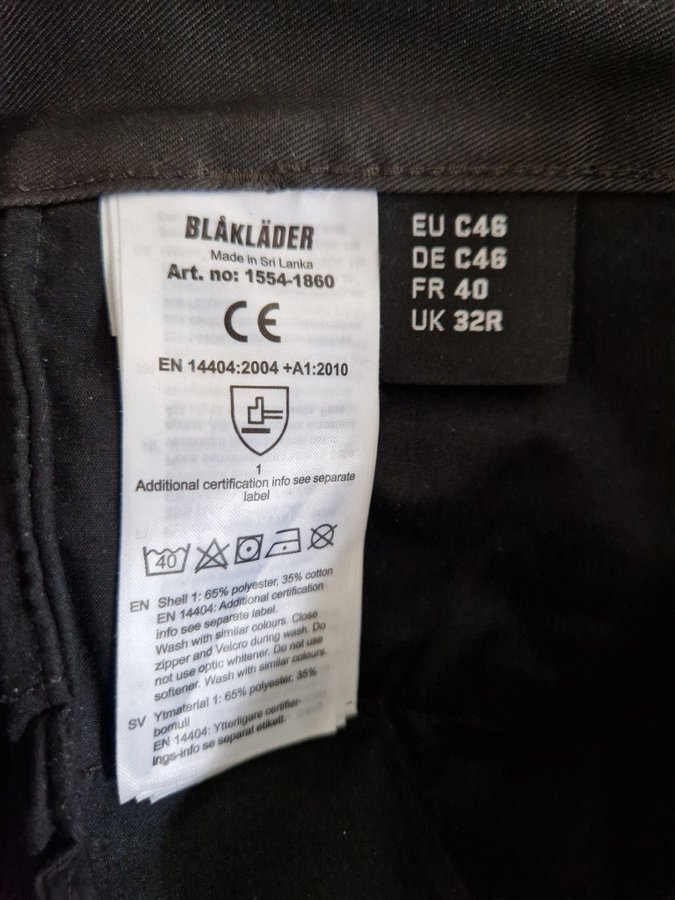 BLÅKLÄDER
Made in Sri Lanka
Art. no: 1554-1860
CE
EN 14404:2004 +A1:2010
1
Additional certification info see separate
label
40
EN Shell 1: 65% polyester, 35% cotton
EN 14404: Additional certification
info see separate label.
Wash with similar colours. Close
zipper and Velcro during wash. Do
not use optic whitener. Do not use
softener. Wash with similar colours.
SV Ytmaterial 1: 65% polyester, 35%
bomull
EN 14404: Ytterligare certifier-
ings-info se separat etikett.
EU C46
DE C46
FR 40
UK 32R